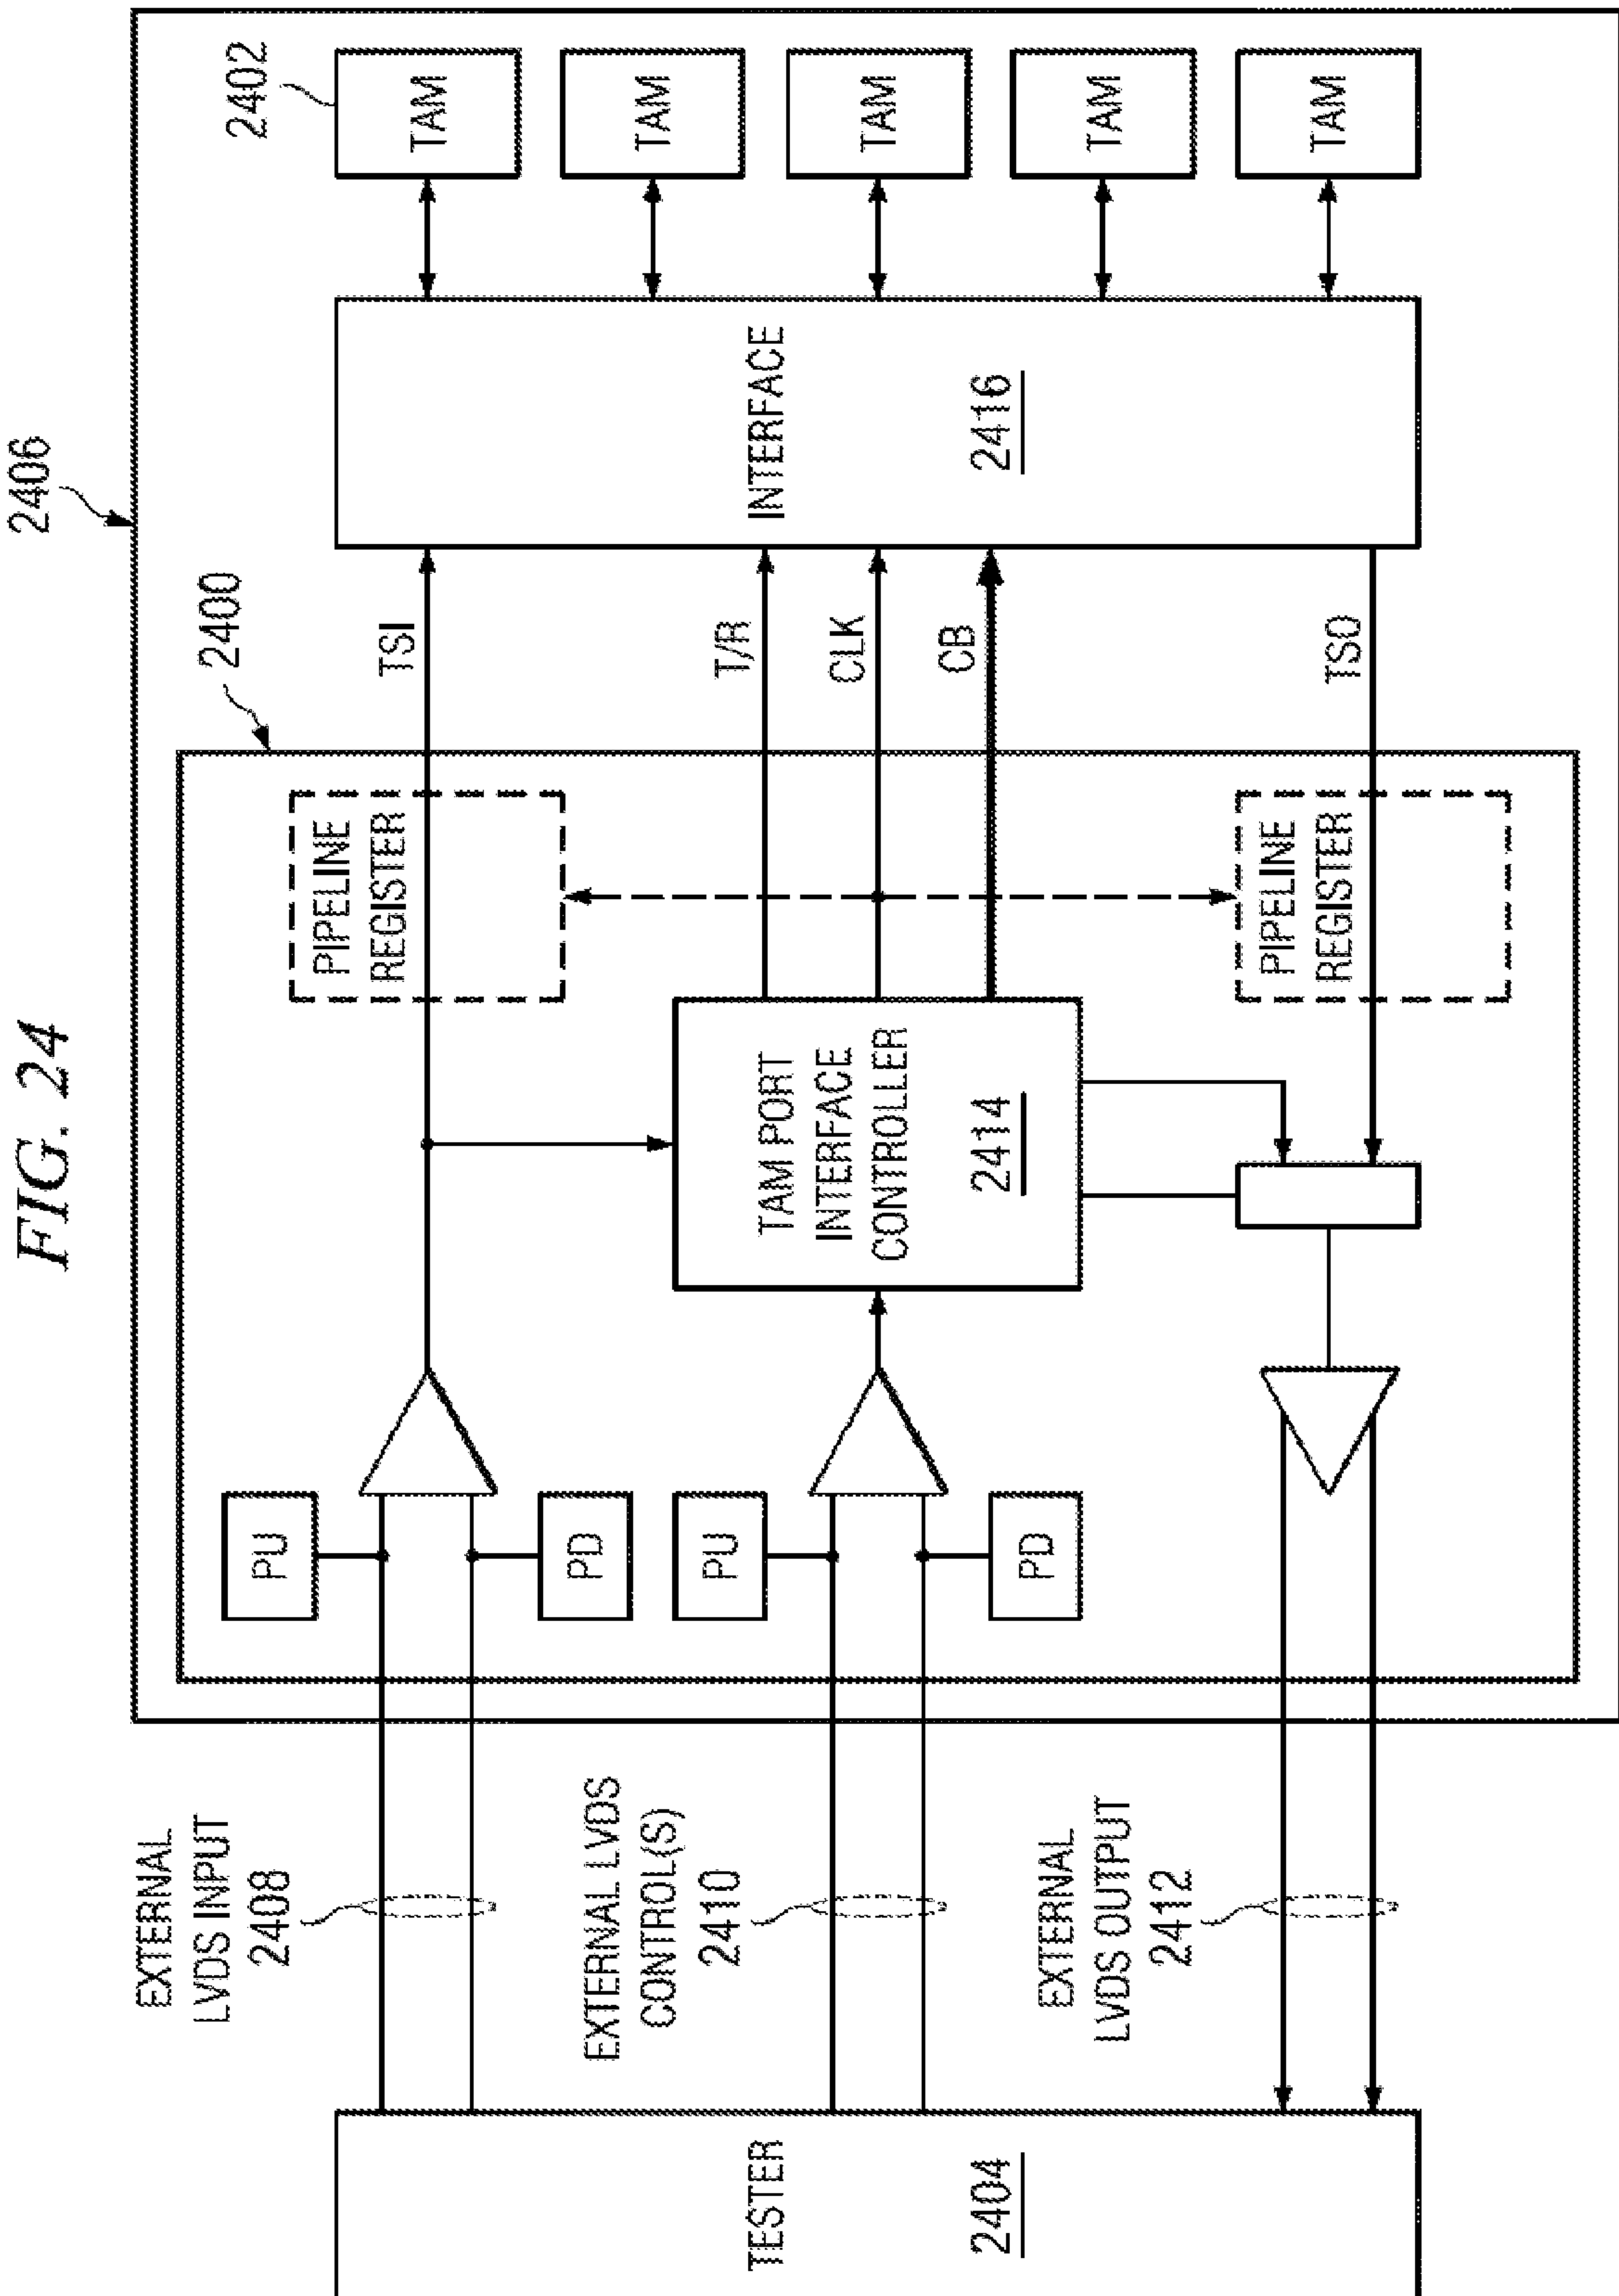 FIG. 24
2406
2400
2402
TESTER
2404
EXTERNAL
LVDS INPUT
2408
EXTERNAL LVDS
CONTROL(S)
2410
EXTERNAL
LVDS OUTPUT
2412
PU
PD
PU
PD
TAM PORT
INTERFACE
CONTROLLER
2414
PIPELINE
REGISTER
PIPELINE
REGISTER
TSI
T/R
CLK
CB
TSO
INTERFACE
2416
TAM
TAM
TAM
TAM
TAM